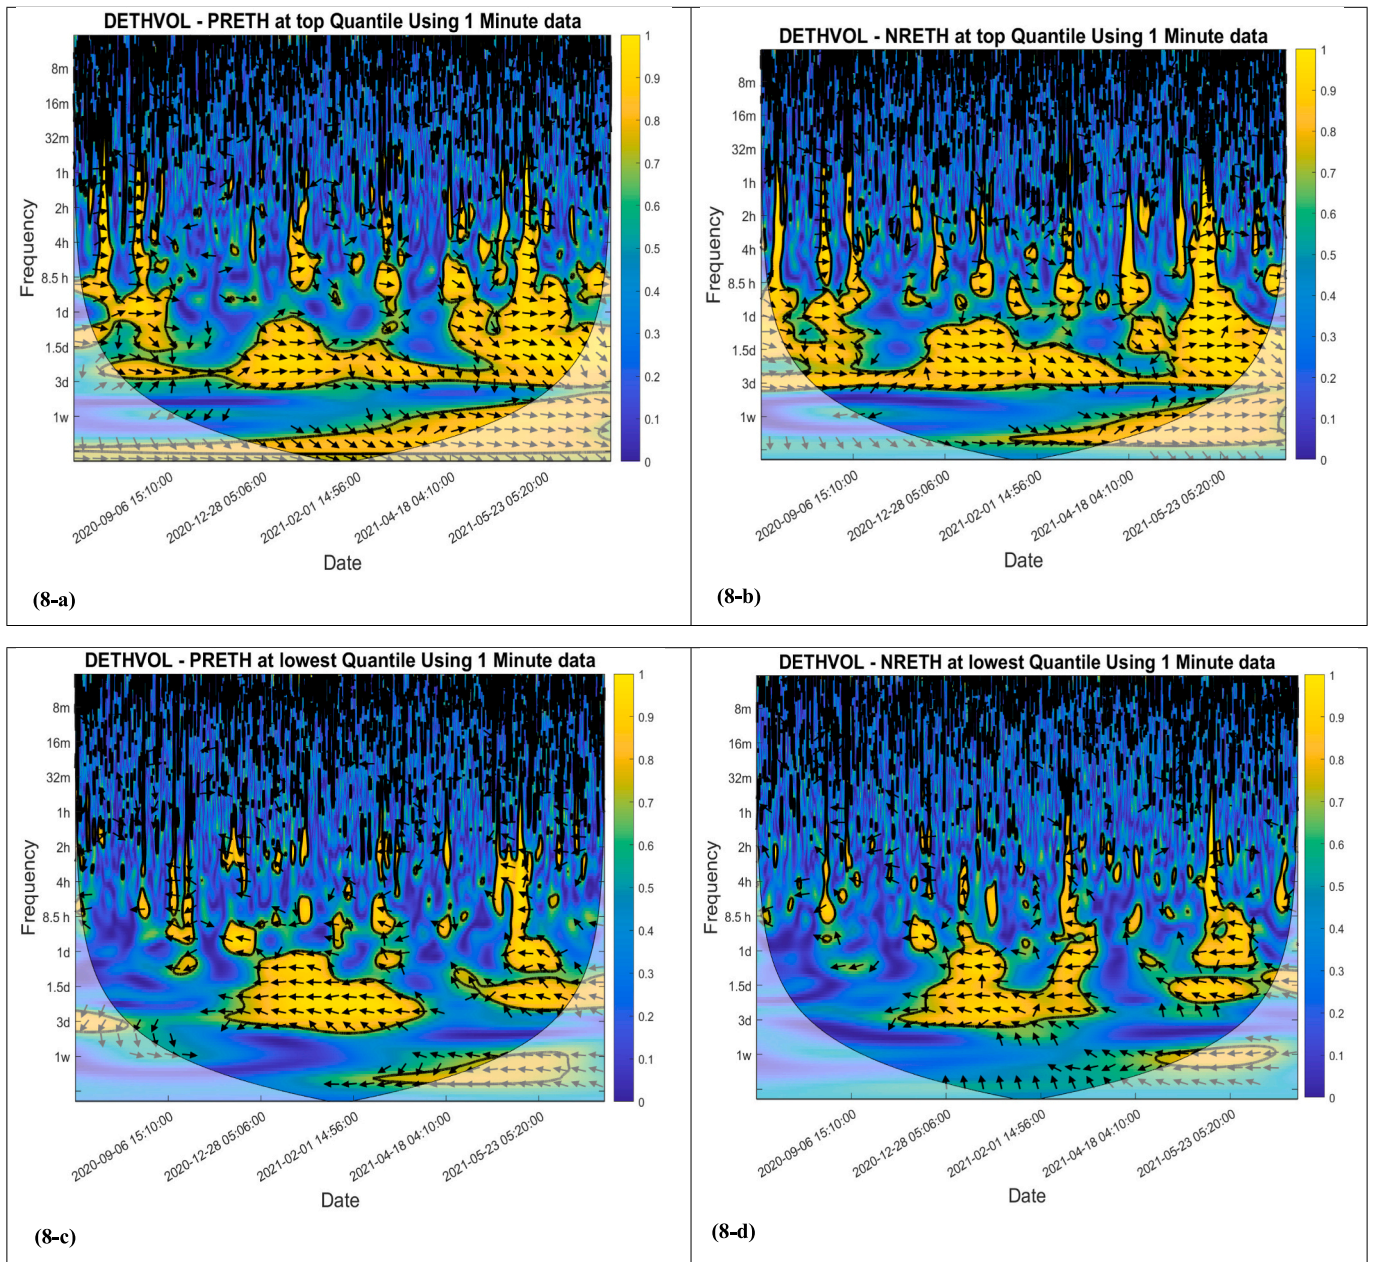 DETHVOL - PRETH at top Quantile Using 1 Minute data
Frequency
8m
16m
32m
1h
2h
4h
8.5 h
1d
1.5d
3d
1w
1
0.9
0.8
0.7
0.6
0.5
0.4
0.3
0.2
0.1
0
2020-09-06 15:10:00
2020-12-28 05:06:00
2021-02-01 14:56:00
2021-04-18 04:10:00
2021-05-23 05:20:00
Date
(8-a)
DETHVOL - NRETH at top Quantile Using 1 Minute data
Frequency
8m
16m
32m
1h
2h
4h
8.5 h
1d
1.5d
3d
1w
1
0.9
0.8
0.7
0.6
0.5
0.4
0.3
0.2
0.1
0
2020-09-06 15:10:00
2020-12-28 05:06:00
2021-02-01 14:56:00
2021-04-18 04:10:00
2021-05-23 05:20:00
Date
(8-b)
DETHVOL - PRETH at lowest Quantile Using 1 Minute data
Frequency
8m
16m
32m
1h
2h
4h
8.5 h
1d
1.5d
3d
1w
1
0.9
0.8
0.7
0.6
0.5
0.4
0.3
0.2
0.1
0
2020-09-06 15:10:00
2020-12-28 05:06:00
2021-02-01 14:56:00
2021-04-18 04:10:00
2021-05-23 05:20:00
Date
(8-c)
DETHVOL - NRETH at lowest Quantile Using 1 Minute data
Frequency
8m
16m
32m
1h
2h
4h
8.5 h
1d
1.5d
3d
1w
1
0.9
0.8
0.7
0.6
0.5
0.4
0.3
0.2
0.1
0
2020-09-06 15:10:00
2020-12-28 05:06:00
2021-02-01 14:56:00
2021-04-18 04:10:00
2021-05-23 05:20:00
Date
(8-d)